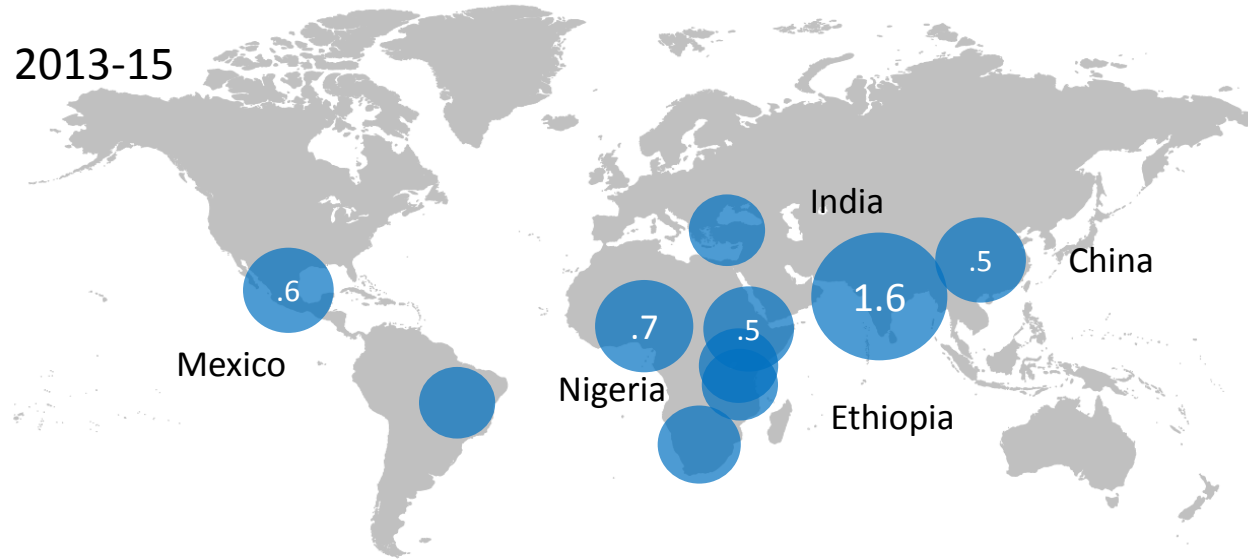 2013-15
India
China
.5
.6
1.6
.7
.5
Mexico
Nigeria
Ethiopia